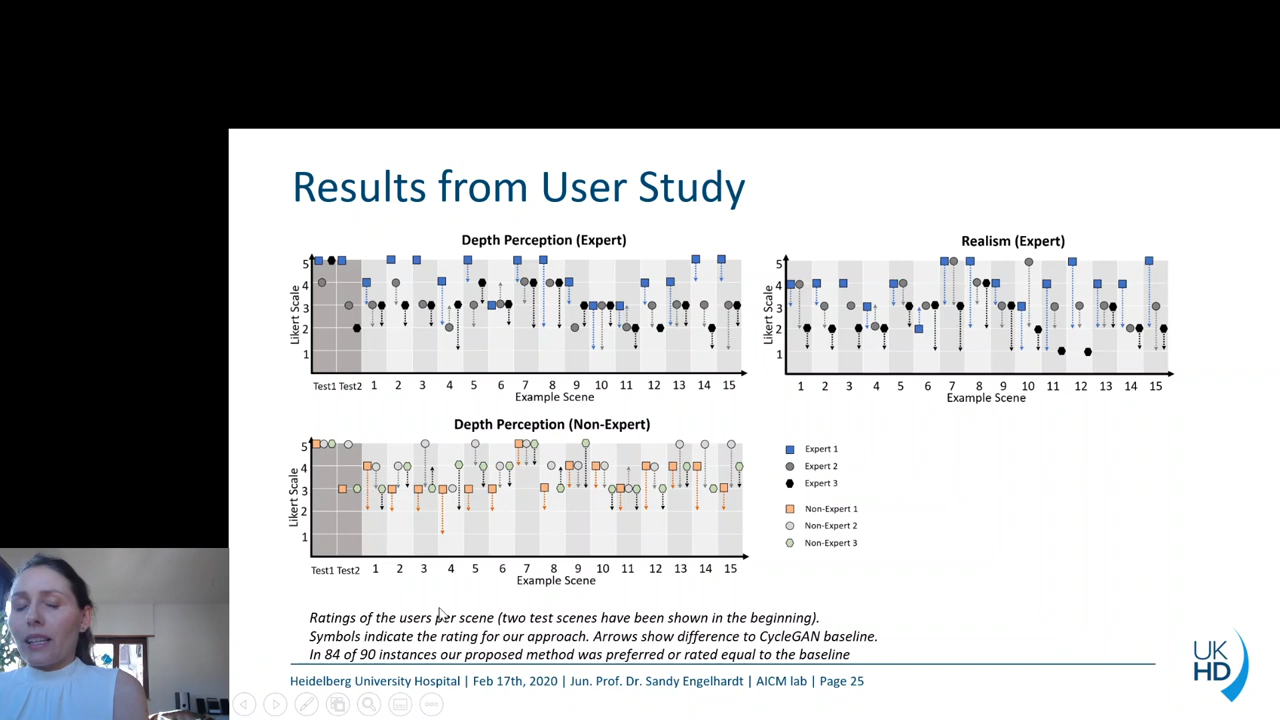 Results from User Study
Depth Perception (Expert)
5
4
3
2
1
Likert Scale
Test1 Test2 1 2 3 4 5 6 7 8 9 10 11 12 13 14 15
Example Scene
Realism (Expert)
5
4
3
2
1
Likert Scale
1 2 3 4 5 6 7 8 9 10 11 12 13 14 15
Example Scene
Depth Perception (Non-Expert)
5
4
3
2
1
Likert Scale
Test1 Test2 1 2 3 4 5 6 7 8 9 10 11 12 13 14 15
Example Scene
Expert 1
Expert 2
Expert 3
Non-Expert 1
Non-Expert 2
Non-Expert 3
Ratings of the users per scene (two test scenes have been shown in the beginning).
Symbols indicate the rating for our approach. Arrows show difference to CycleGAN baseline.
In 84 of 90 instances our proposed method was preferred or rated equal to the baseline
Heidelberg University Hospital | Feb 17th, 2020 | Jun. Prof. Dr. Sandy Engelhardt | AICM lab | Page 25
UK
HD